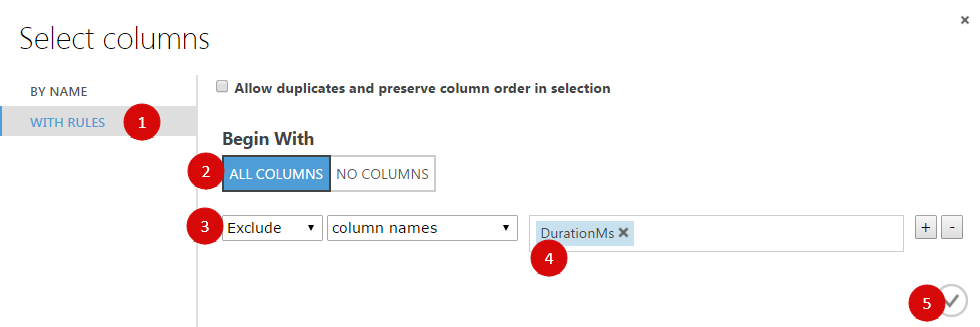 Select columns
BY NAME
WITH RULES 1
Allow duplicates and preserve column order in selection
Begin With
2 ALL COLUMNS NO COLUMNS
3 Exclude column names DurationMs + -
4
5